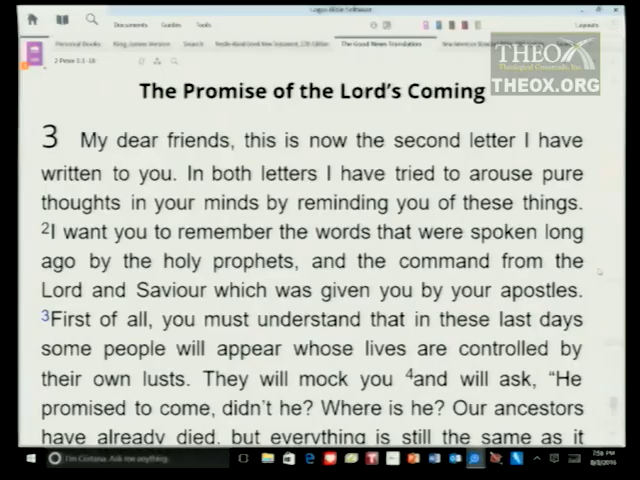 Logos Bible Software
Documents Guides Tools
Layouts
Personal Books King James Version Search The Good News Translation
2 Peter 3:1-18
THEOX
THEOX.ORG
The Promise of the Lord's Coming
3 My dear friends, this is now the second letter I have
written to you. In both letters I have tried to arouse pure
thoughts in your minds by reminding you of these things.
2I want you to remember the words that were spoken long
ago by the holy prophets, and the command from the
Lord and Saviour which was given you by your apostles.
3First of all, you must understand that in these last days
some people will appear whose lives are controlled by
their own lusts. They will mock you 4and will ask, “He
promised to come, didn't he? Where is he? Our ancestors
have already died, but everything is still the same as it
I'm Cortana. Ask me anything.
7:56 PM
8/3/2016